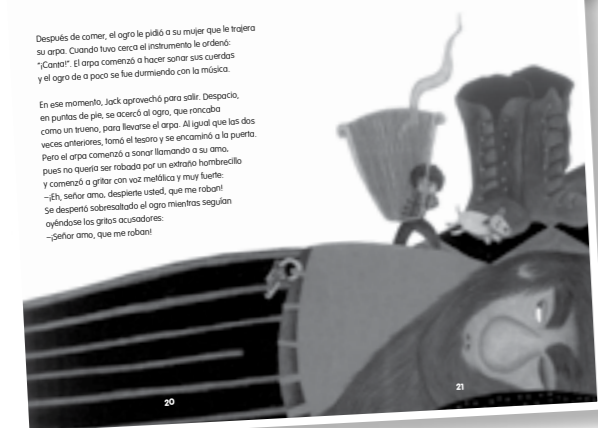 Después de comer, el ogro le pidió a su mujer que le trajera
su arpa. Cuando tuvo cerca el instrumento le ordenó:
"¡Canta!". El arpa comenzó a hacer sonar sus cuerdas
y el ogro de a poco se fue durmiendo con la música.
En ese momento, Jack aprovechó para salir. Despacio,
en puntas de pie, se acercó al ogro, que roncaba
como un trueno, para llevarse el arpa. Al igual que las dos
veces anteriores, tomó el tesoro y se encaminó a la puerta.
Pero el arpa comenzó a sonar llamando a su amo,
pues no quería ser robada por un extraño hombrecillo
y comenzó a gritar con voz metálica y muy fuerte:
–¡Eh, señor amo, despierte usted, que me roban!
Se despertó sobresaltado el ogro mientras seguían
oyéndose los gritos acusadores:
–¡Señor amo, que me roban!
20
21